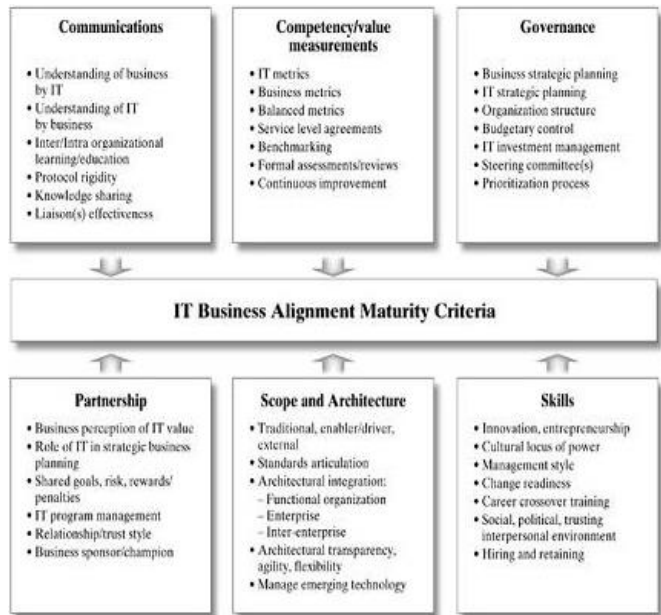 Communications
• Understanding of business
by IT
• Understanding of IT
by business
• Inter/Intra organizational
learning/education
• Protocol rigidity
• Knowledge sharing
• Liaison(s) effectiveness
Competency/value
measurements
• IT metrics
• Business metrics
• Balanced metrics
• Service level agreements
• Benchmarking
• Formal assessments/reviews
• Continuous improvement
Governance
• Business strategic planning
• IT strategic planning
• Organization structure
• Budgetary control
• IT investment management
• Steering committee(s)
• Prioritization process
IT Business Alignment Maturity Criteria
Partnership
• Business perception of IT value
• Role of IT in strategic business
planning
• Shared goals, risk, rewards/
penalties
• IT program management
• Relationship/trust style
• Business sponsor/champion
Scope and Architecture
• Traditional, enabler/driver,
external
• Standards articulation
• Architectural integration:
– Functional organization
– Enterprise
– Inter-enterprise
• Architectural transparency,
agility, flexibility
• Manage emerging technology
Skills
• Innovation, entrepreneurship
• Cultural locus of power
• Management style
• Change readiness
• Career crossover training
• Social, political, trusting
interpersonal environment
• Hiring and retaining